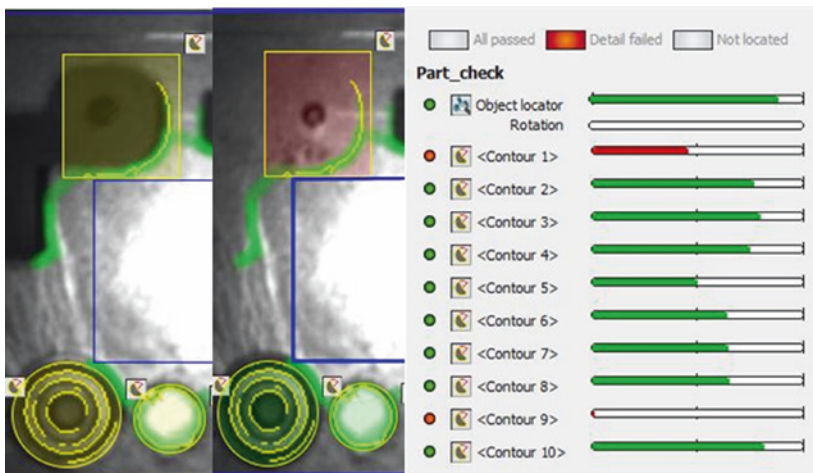 All passed Detail failed Not located
Part_check
Object locator
Rotation
<Contour 1>
<Contour 2>
<Contour 3>
<Contour 4>
<Contour 5>
<Contour 6>
<Contour 7>
<Contour 8>
<Contour 9>
<Contour 10>